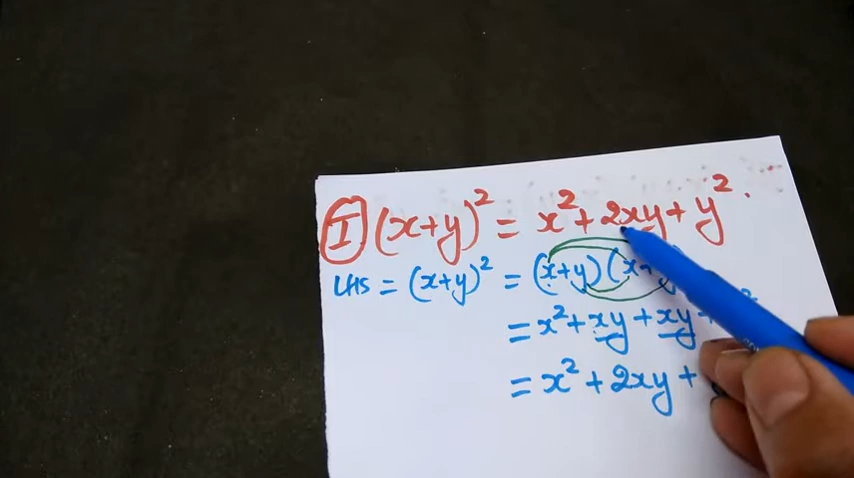 I (x+y)² = x² + 2xy + y².
LHS = (x+y)² = (x+y)(x+y
= x² + xy + xy +
= x² + 2xy +